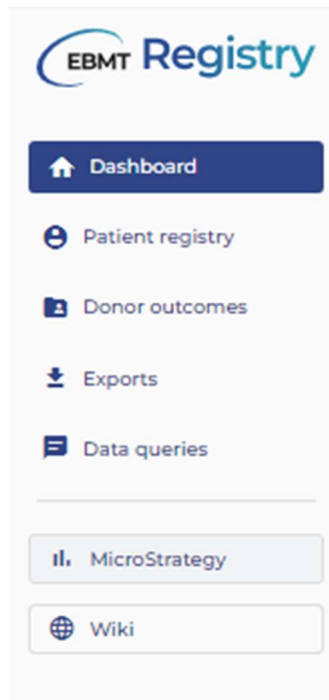 EBMT Registry
Dashboard
Patient registry
Donor outcomes
Exports
Data queries
MicroStrategy
Wiki